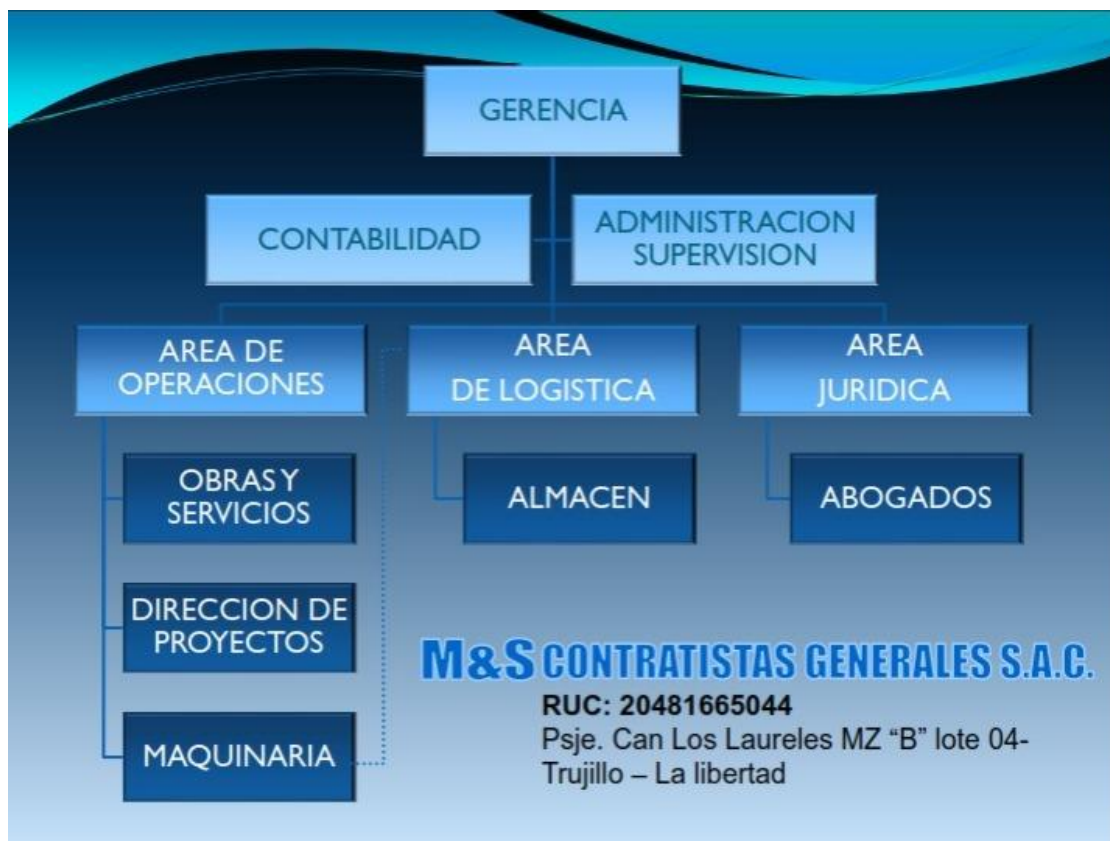 GERENCIA
CONTABILIDAD
ADMINISTRACION
SUPERVISION
AREA DE
OPERACIONES
AREA
DE LOGISTICA
AREA
JURIDICA
OBRAS Y
SERVICIOS
ALMACEN
ABOGADOS
DIRECCION DE
PROYECTOS
MAQUINARIA
M&S CONTRATISTAS GENERALES S.A.C.
RUC: 20481665044
Psje. Can Los Laureles MZ “B” lote 04-
Trujillo – La libertad